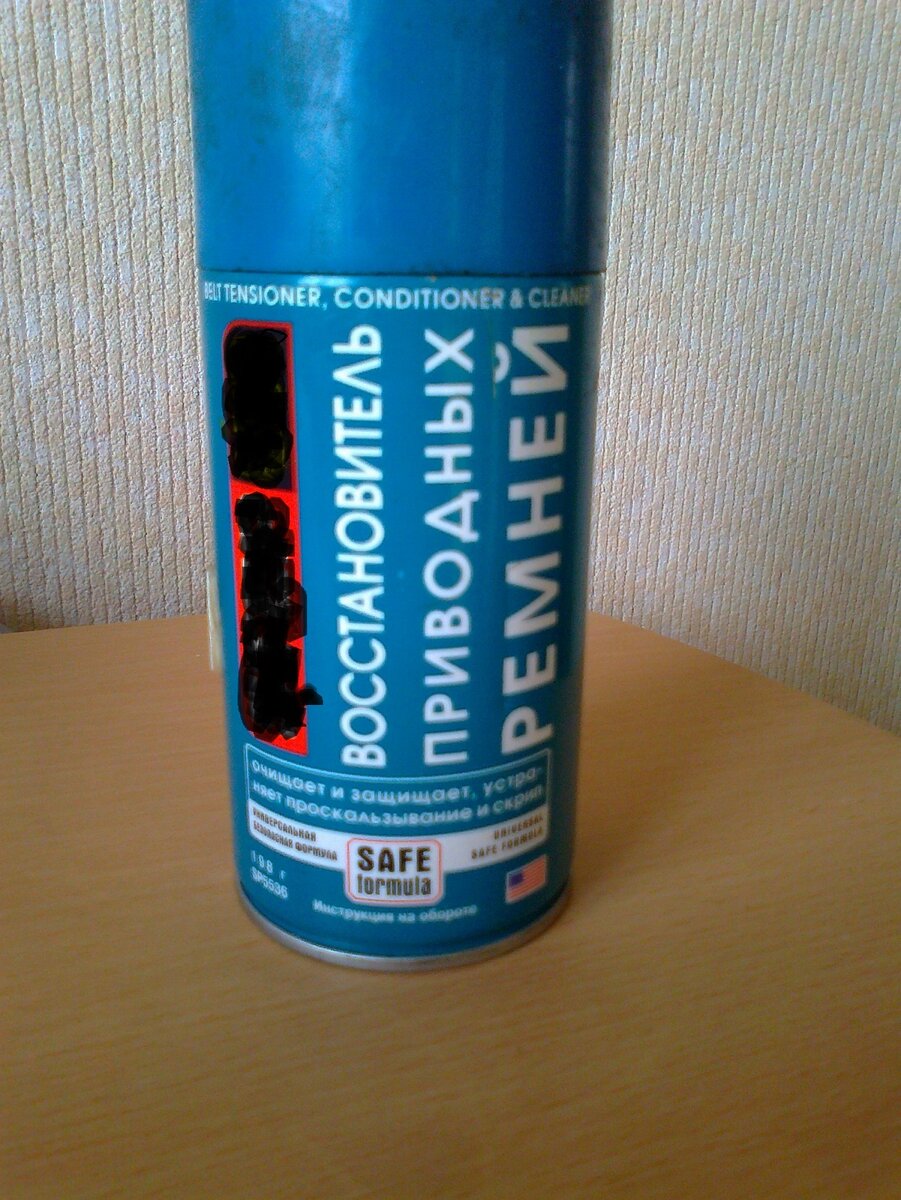 BELT TENSIONER, CONDITIONER & CLEANER
ВОССТАНОВИТЕЛЬ
ПРИВОДНЫХ
РЕМНЕЙ
очищает и защищает, устра-
няет проскальзывание и скрип
УНИВЕРСАЛЬНАЯ
БЕЗОПАСНАЯ ФОРМУЛА
SAFE
formula
UNIVERSAL
SAFE FORMULA
198 г
SP5536
Инструкция на обороте